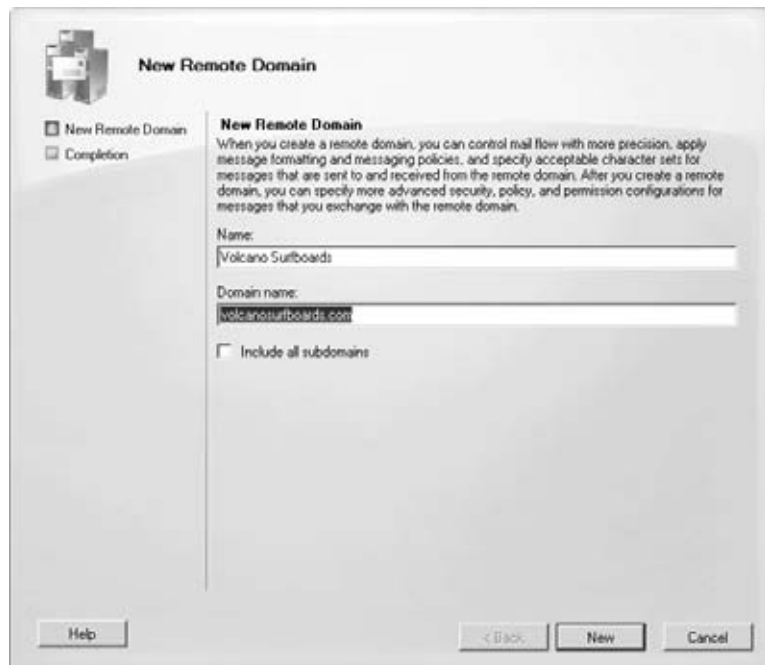 New Remote Domain
New Remote Domain
Completion
New Remote Domain
When you create a remote domain, you can control mail flow with more precision, apply
message formatting and messaging policies, and specify acceptable character sets for
messages that are sent to and received from the remote domain. After you create a remote
domain, you can specify more advanced security, policy, and permission configurations for
messages that you exchange with the remote domain.
Name:
Volcano Surfboards
Domain name:
volcanosurfboards.com
Include all subdomains
Help
< Back
New
Cancel